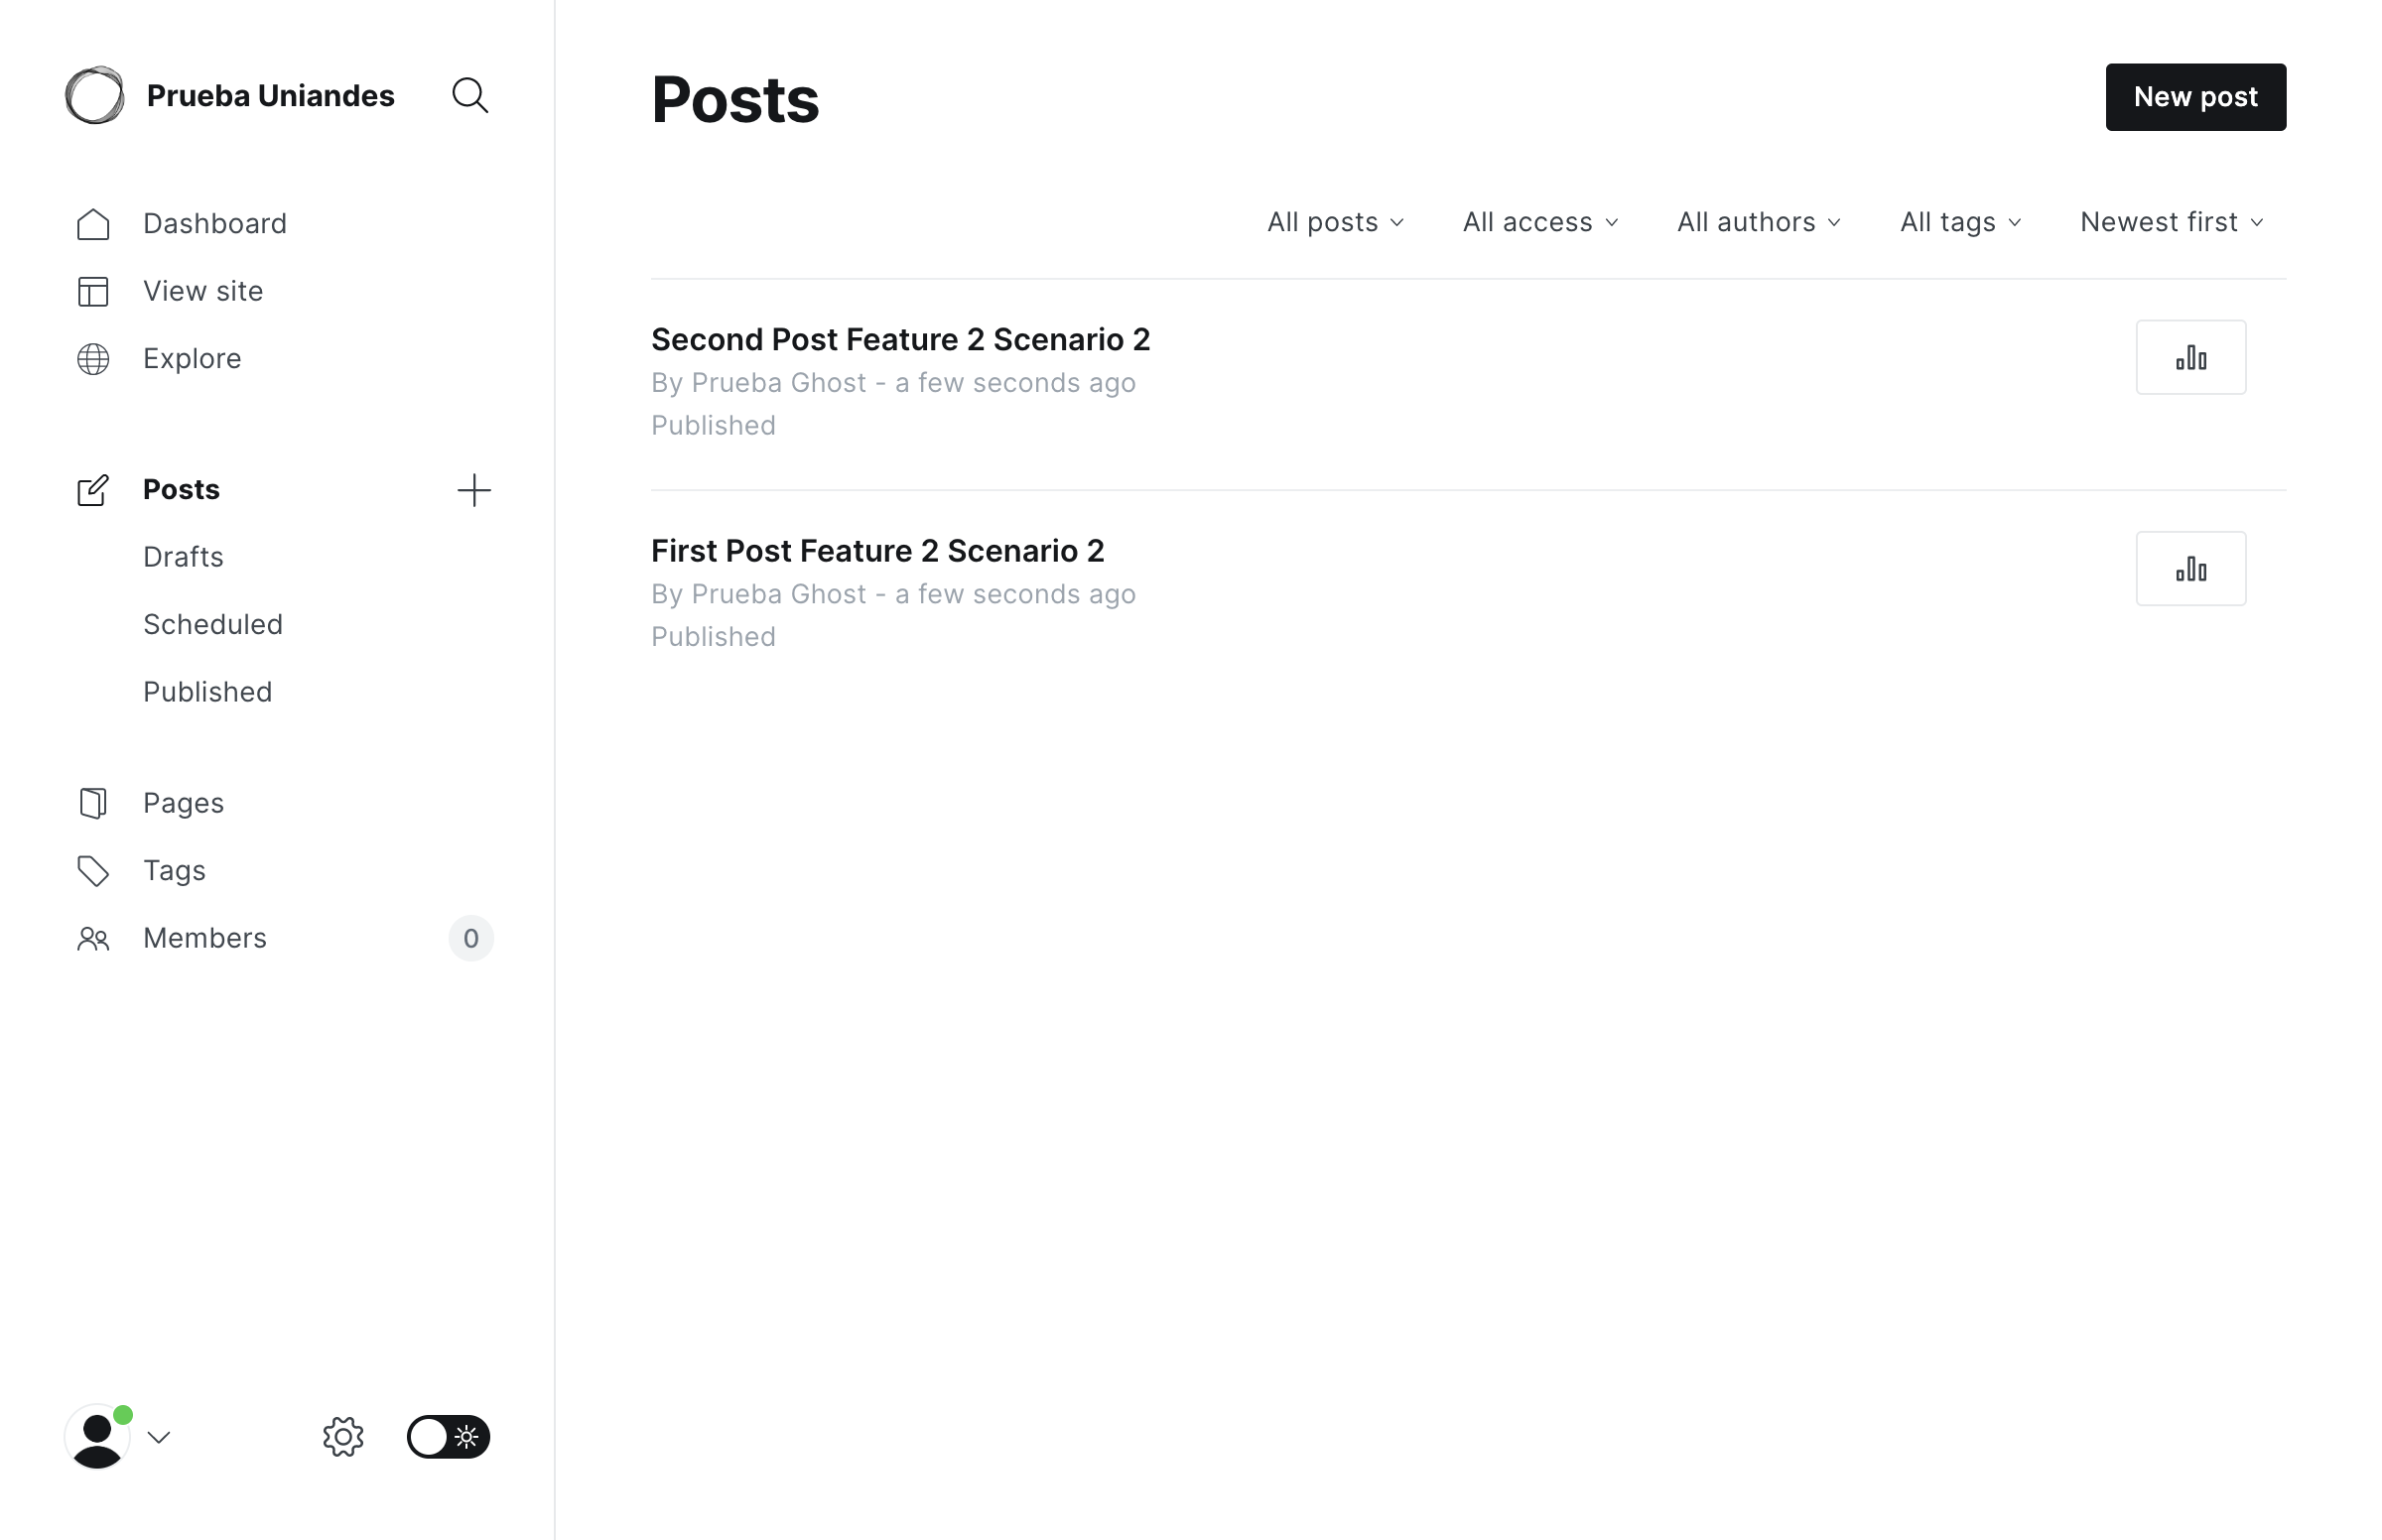 Prueba Uniandes
Dashboard
View site
Explore
Posts
Drafts
Scheduled
Published
Pages
Tags
Members
0
Posts
New post
All posts
All access
All authors
All tags
Newest first
Second Post Feature 2 Scenario 2
By Prueba Ghost - a few seconds ago
Published
First Post Feature 2 Scenario 2
By Prueba Ghost - a few seconds ago
Published